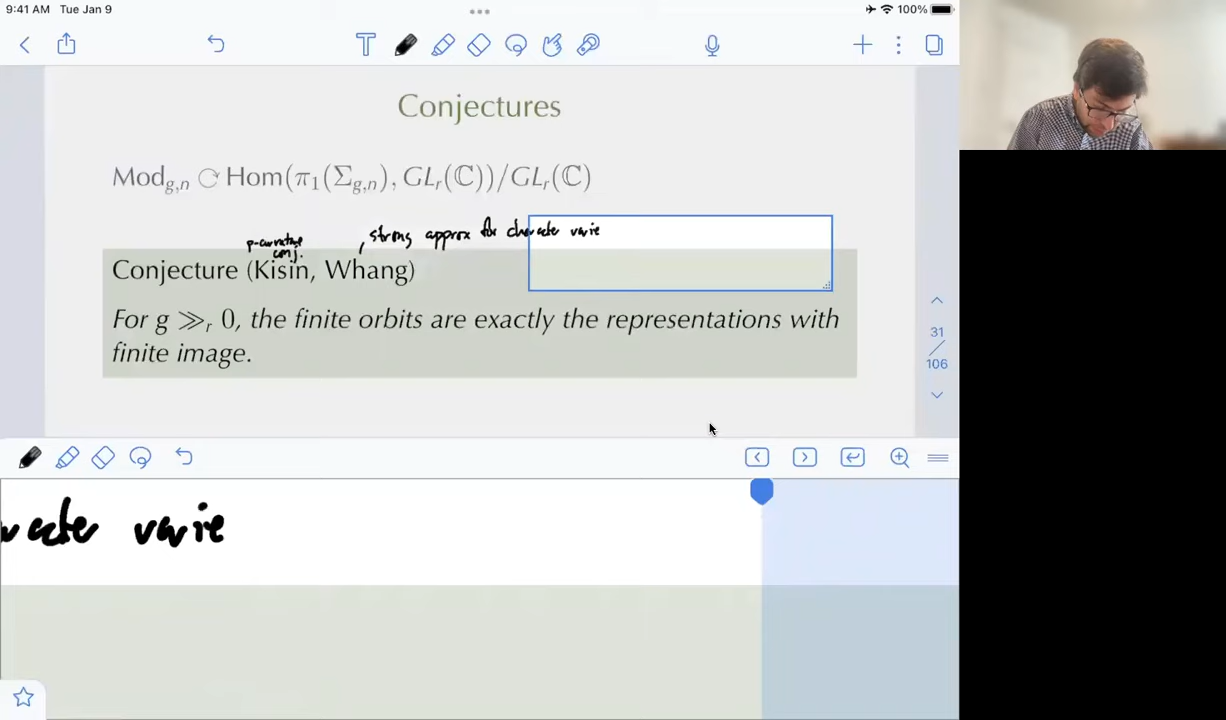 9:41 AM Tue Jan 9
100%
Conjectures
Mod_{g,n} ⟳ Hom(π₁(Σ_{g,n}), GL_r(ℂ))/GL_r(ℂ)
p-curvature conj.
, strong approx for character varie
Conjecture (Kisin, Whang)
For g ≫_r 0, the finite orbits are exactly the representations with
finite image.
31
106
varie